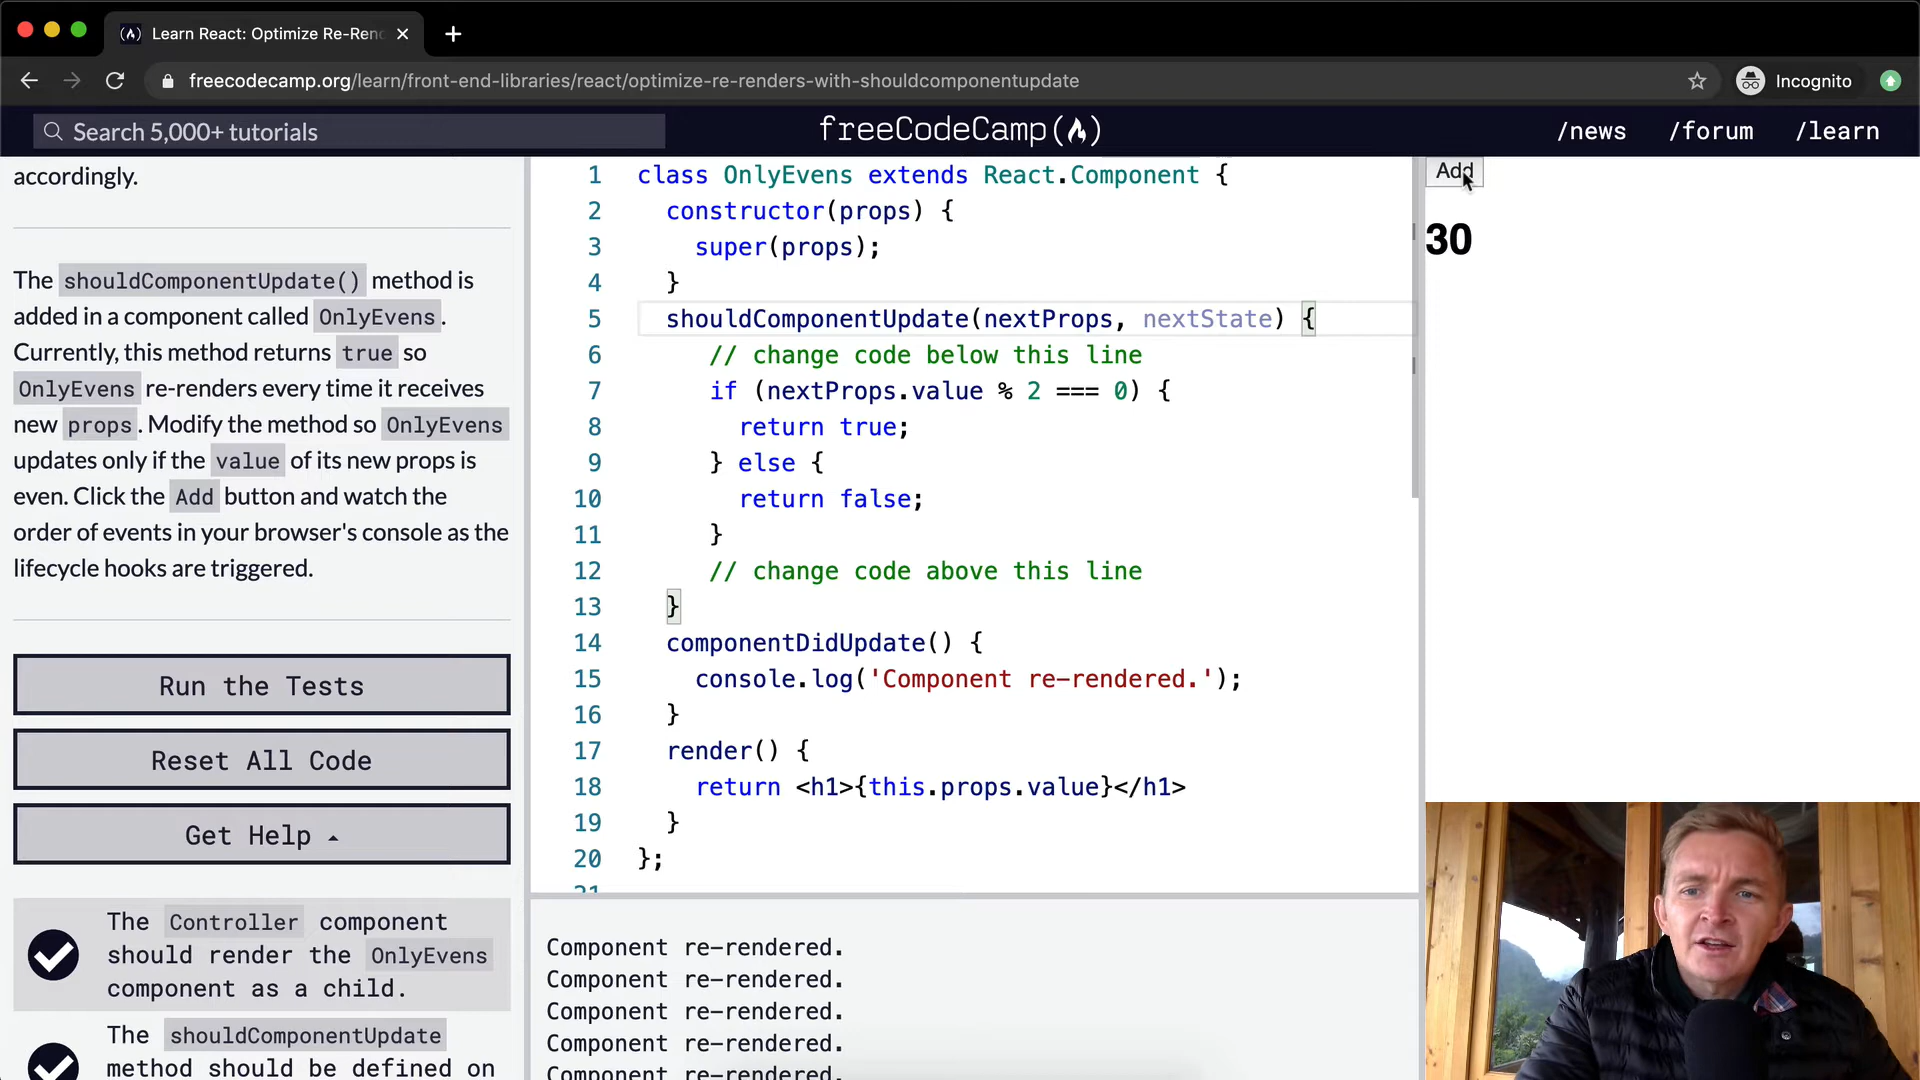 Learn React: Optimize Re-Ren
freecodecamp.org/learn/front-end-libraries/react/optimize-re-renders-with-shouldcomponentupdate
Incognito
Search 5,000+ tutorials
freeCodeCamp
/news
/forum
/learn
accordingly.
The shouldComponentUpdate() method is
added in a component called OnlyEvens .
Currently, this method returns true so
OnlyEvens re-renders every time it receives
new props . Modify the method so OnlyEvens
updates only if the value of its new props is
even. Click the Add button and watch the
order of events in your browser's console as the
lifecycle hooks are triggered.
Run the Tests
Reset All Code
Get Help
The Controller component
should render the OnlyEvens
component as a child.
The shouldComponentUpdate
method should be defined on
1 class OnlyEvens extends React.Component {
2 constructor(props) {
3 super(props);
4 }
5 shouldComponentUpdate(nextProps, nextState) {
6 // change code below this line
7 if (nextProps.value % 2 === 0) {
8 return true;
9 } else {
10 return false;
11 }
12 // change code above this line
13 }
14 componentDidUpdate() {
15 console.log('Component re-rendered.');
16 }
17 render() {
18 return <h1>{this.props.value}</h1>
19 }
20 };
21
Component re-rendered.
Component re-rendered.
Component re-rendered.
Component re-rendered.
Component re-rendered.
Add
30